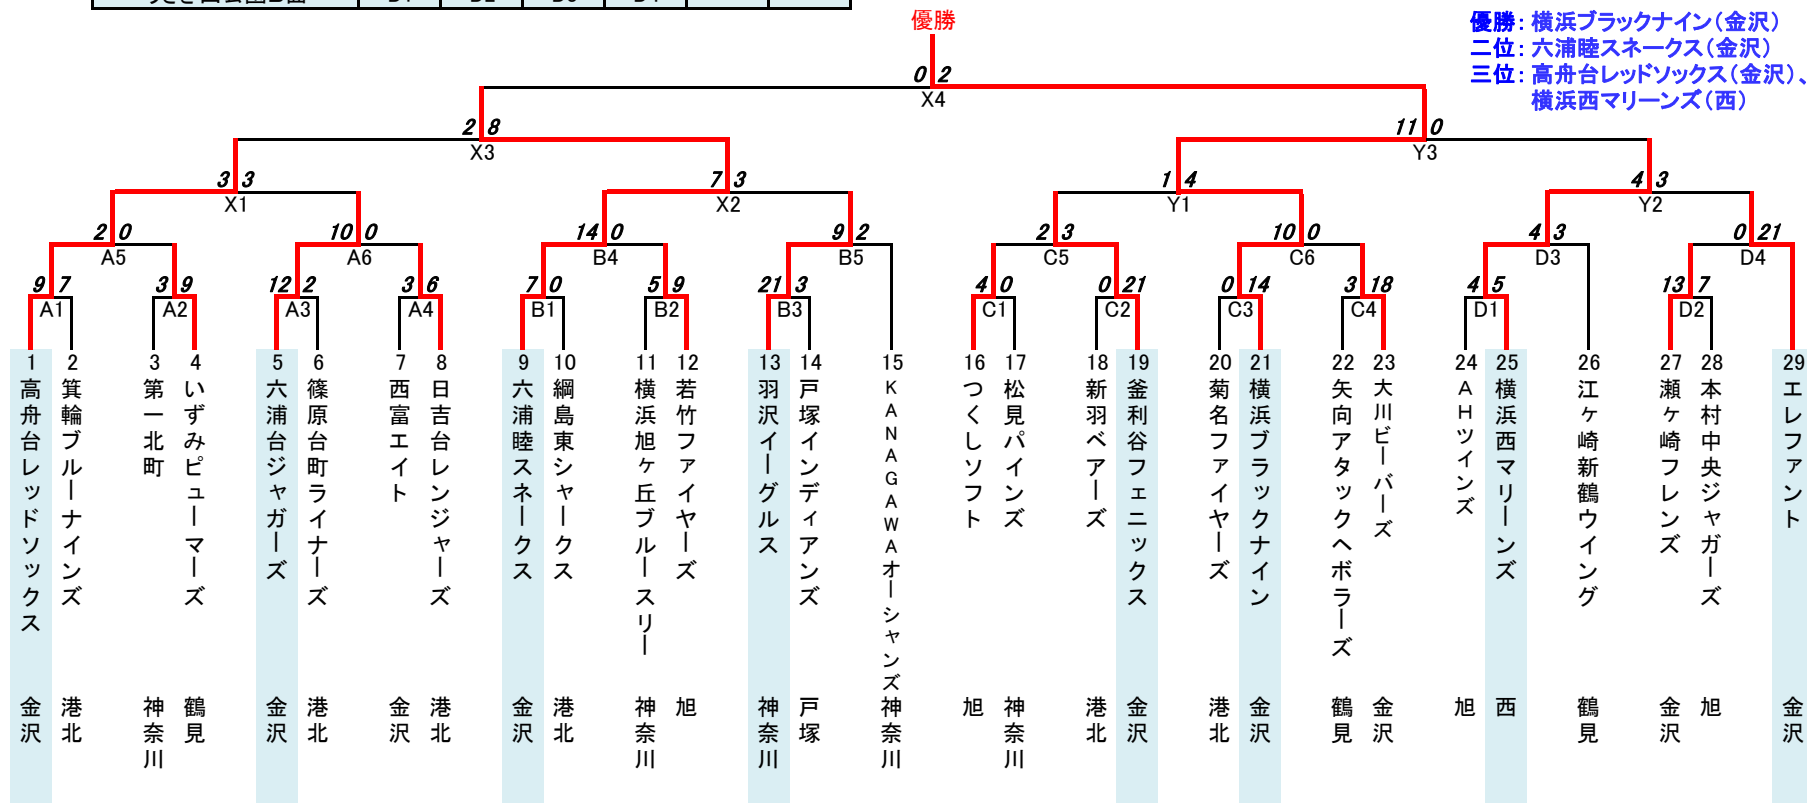 優勝
優勝: 横浜ブラックナイン(金沢)
二位: 六浦睦スネークス(金沢)
三位: 高舟台レッドソックス(金沢)、
横浜西マリーンズ(西)
0 2
X4
2 8
X3
11 0
Y3
3 3
X1
7 3
X2
1 4
Y1
4 3
Y2
2 0
A5
10 0
A6
14 0
B4
9 2
B5
2 3
C5
10 0
C6
4 3
D3
0 21
D4
9 7
A1
3 9
A2
12 2
A3
3 6
A4
7 0
B1
5 9
B2
21 3
B3
4 0
C1
0 21
C2
0 14
C3
3 18
C4
4 5
D1
13 7
D2
1 高舟台レッドソックス 金沢
2 箕輪ブルーナインズ 港北
3 第一北町 神奈川
4 いずみピューマーズ 鶴見
5 六浦台ジャガーズ 金沢
6 篠原台町ライナーズ 港北
7 西富エイト 金沢
8 日吉台レンジャーズ 港北
9 六浦睦スネークス 金沢
10 綱島東シャークス 港北
11 横浜旭ヶ丘ブルースリー 神奈川
12 若竹ファイヤーズ 旭
13 羽沢イーグルス 神奈川
14 戸塚インディアンズ 戸塚
15 KANAGAWAオーシャンズ 神奈川
16 つくしソフト 旭
17 松見パインズ 神奈川
18 新羽ベアーズ 港北
19 釜利谷フェニックス 金沢
20 菊名ファイヤーズ 港北
21 横浜ブラックナイン 金沢
22 矢向アタックヘボラーズ 鶴見
23 大川ビーバーズ 金沢
24 AHツインズ 旭
25 横浜西マリーンズ 西
26 江ヶ崎新鶴ウイング 鶴見
27 瀬ヶ崎フレンズ 金沢
28 本村中央ジャガーズ 旭
29 エレファント 金沢